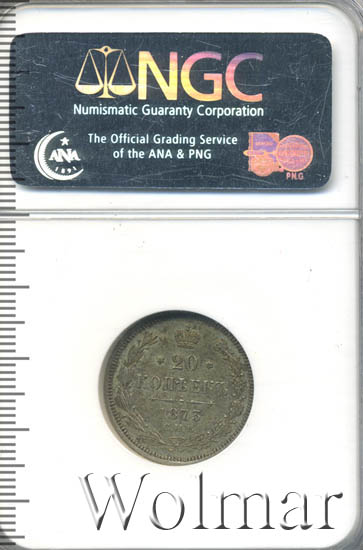 NGC
Numismatic Guaranty Corporation
The Official Grading Service
of the ANA & PNG
ANA
1891
P.N.G
20
КОПѢЕКЪ
1873
Wolmar